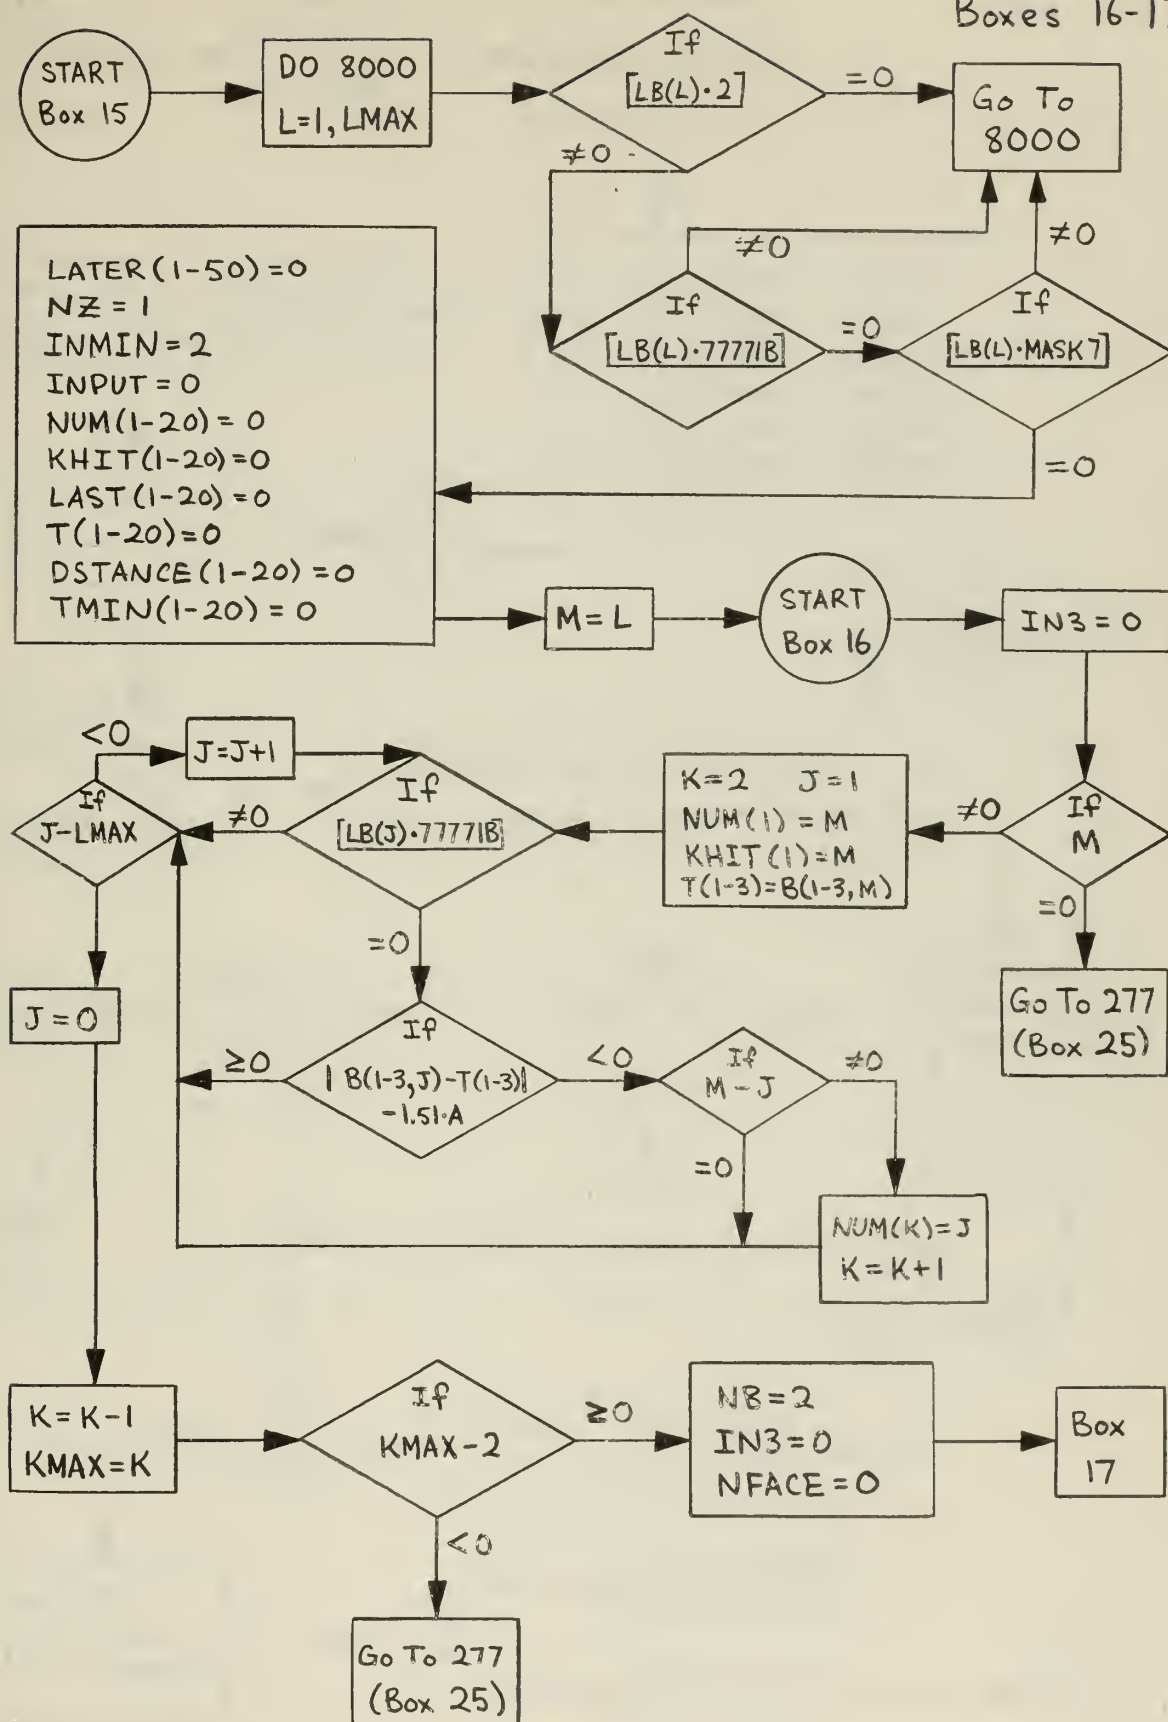 Boxes 16-17
START
Box 15
DO 8000
L=1, LMAX
If
[LB(L)·2]
=0
Go To
8000
≠0
≠0
≠0
If
[LB(L)·77771B]
=0
If
[LB(L)·MASK7]
=0
LATER(1-50)=0
NZ = 1
INMIN=2
INPUT = 0
NUM(1-20) = 0
KHIT(1-20)=0
LAST(1-20)=0
T(1-20)=0
DSTANCE(1-20)=0
TMIN(1-20) = 0
M= L
START
Box 16
IN3 = 0
If
M
≠0
=0
Go To 277
(Box 25)
K=2 J=1
NUM(1) = M
KHIT(1)=M
T(1-3)=B(1-3,M)
If
[LB(J)·77771B]
≠0
=0
<0
J=J+1
If
J-LMAX
J=0
If
| B(1-3,J)-T(1-3)|
-1.51·A
≥0
<0
If
M-J
≠0
=0
NUM(K)=J
K=K+1
K= K-1
KMAX=K
If
KMAX-2
≥0
<0
NB=2
IN3=0
NFACE=0
Box
17
Go To 277
(Box 25)